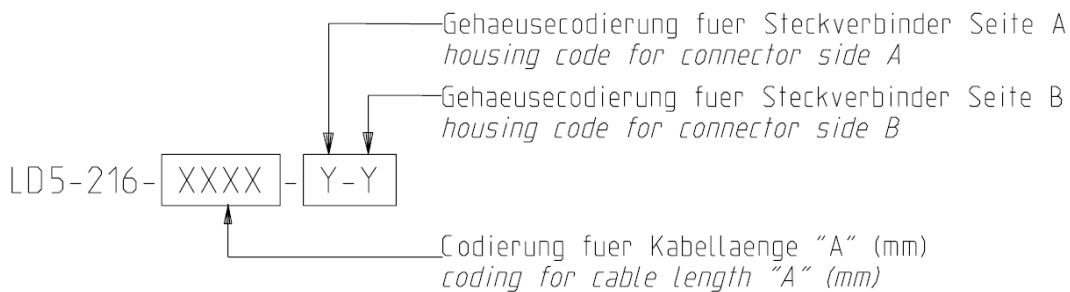 Gehaeusecodierung fuer Steckverbinder Seite A
housing code for connector side A
Gehaeusecodierung fuer Steckverbinder Seite B
housing code for connector side B
LD5-216-XXXX-Y-Y
Codierung fuer Kabellaenge "A" (mm)
coding for cable length "A" (mm)